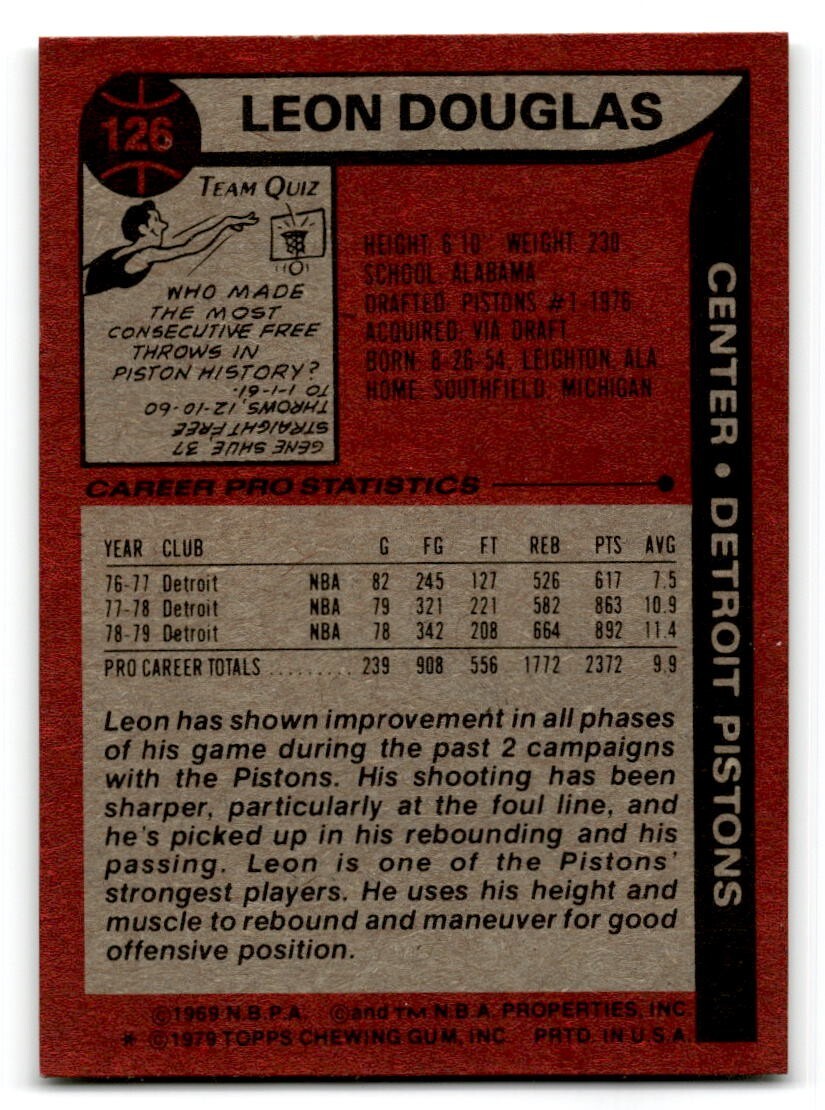 126
LEON DOUGLAS
TEAM QUIZ
WHO MADE
THE MOST
CONSECUTIVE FREE
THROWS IN
PISTON HISTORY?
GENE SHUE, 37
STRAIGHT FREE
THROWS, 12-10-60
TO 1-1-61.
HEIGHT: 6'10" WEIGHT: 230
SCHOOL: ALABAMA
DRAFTED: PISTONS #1-1976
ACQUIRED: VIA DRAFT
BORN: 8-26-54, LEIGHTON, ALA
HOME: SOUTHFIELD, MICHIGAN
CENTER • DETROIT PISTONS
CAREER PRO STATISTICS
YEAR CLUB G FG FT REB PTS AVG
76-77 Detroit NBA 82 245 127 526 617 7.5
77-78 Detroit NBA 79 321 221 582 863 10.9
78-79 Detroit NBA 78 342 208 664 892 11.4
PRO CAREER TOTALS ......... 239 908 556 1772 2372 9.9
Leon has shown improvement in all phases
of his game during the past 2 campaigns
with the Pistons. His shooting has been
sharper, particularly at the foul line, and
he's picked up in his rebounding and his
passing. Leon is one of the Pistons'
strongest players. He uses his height and
muscle to rebound and maneuver for good
offensive position.
©1969 N.B.P.A. ©and TM N.B.A. PROPERTIES, INC.
* ©1979 TOPPS CHEWING GUM, INC. PRTD. IN U.S.A.